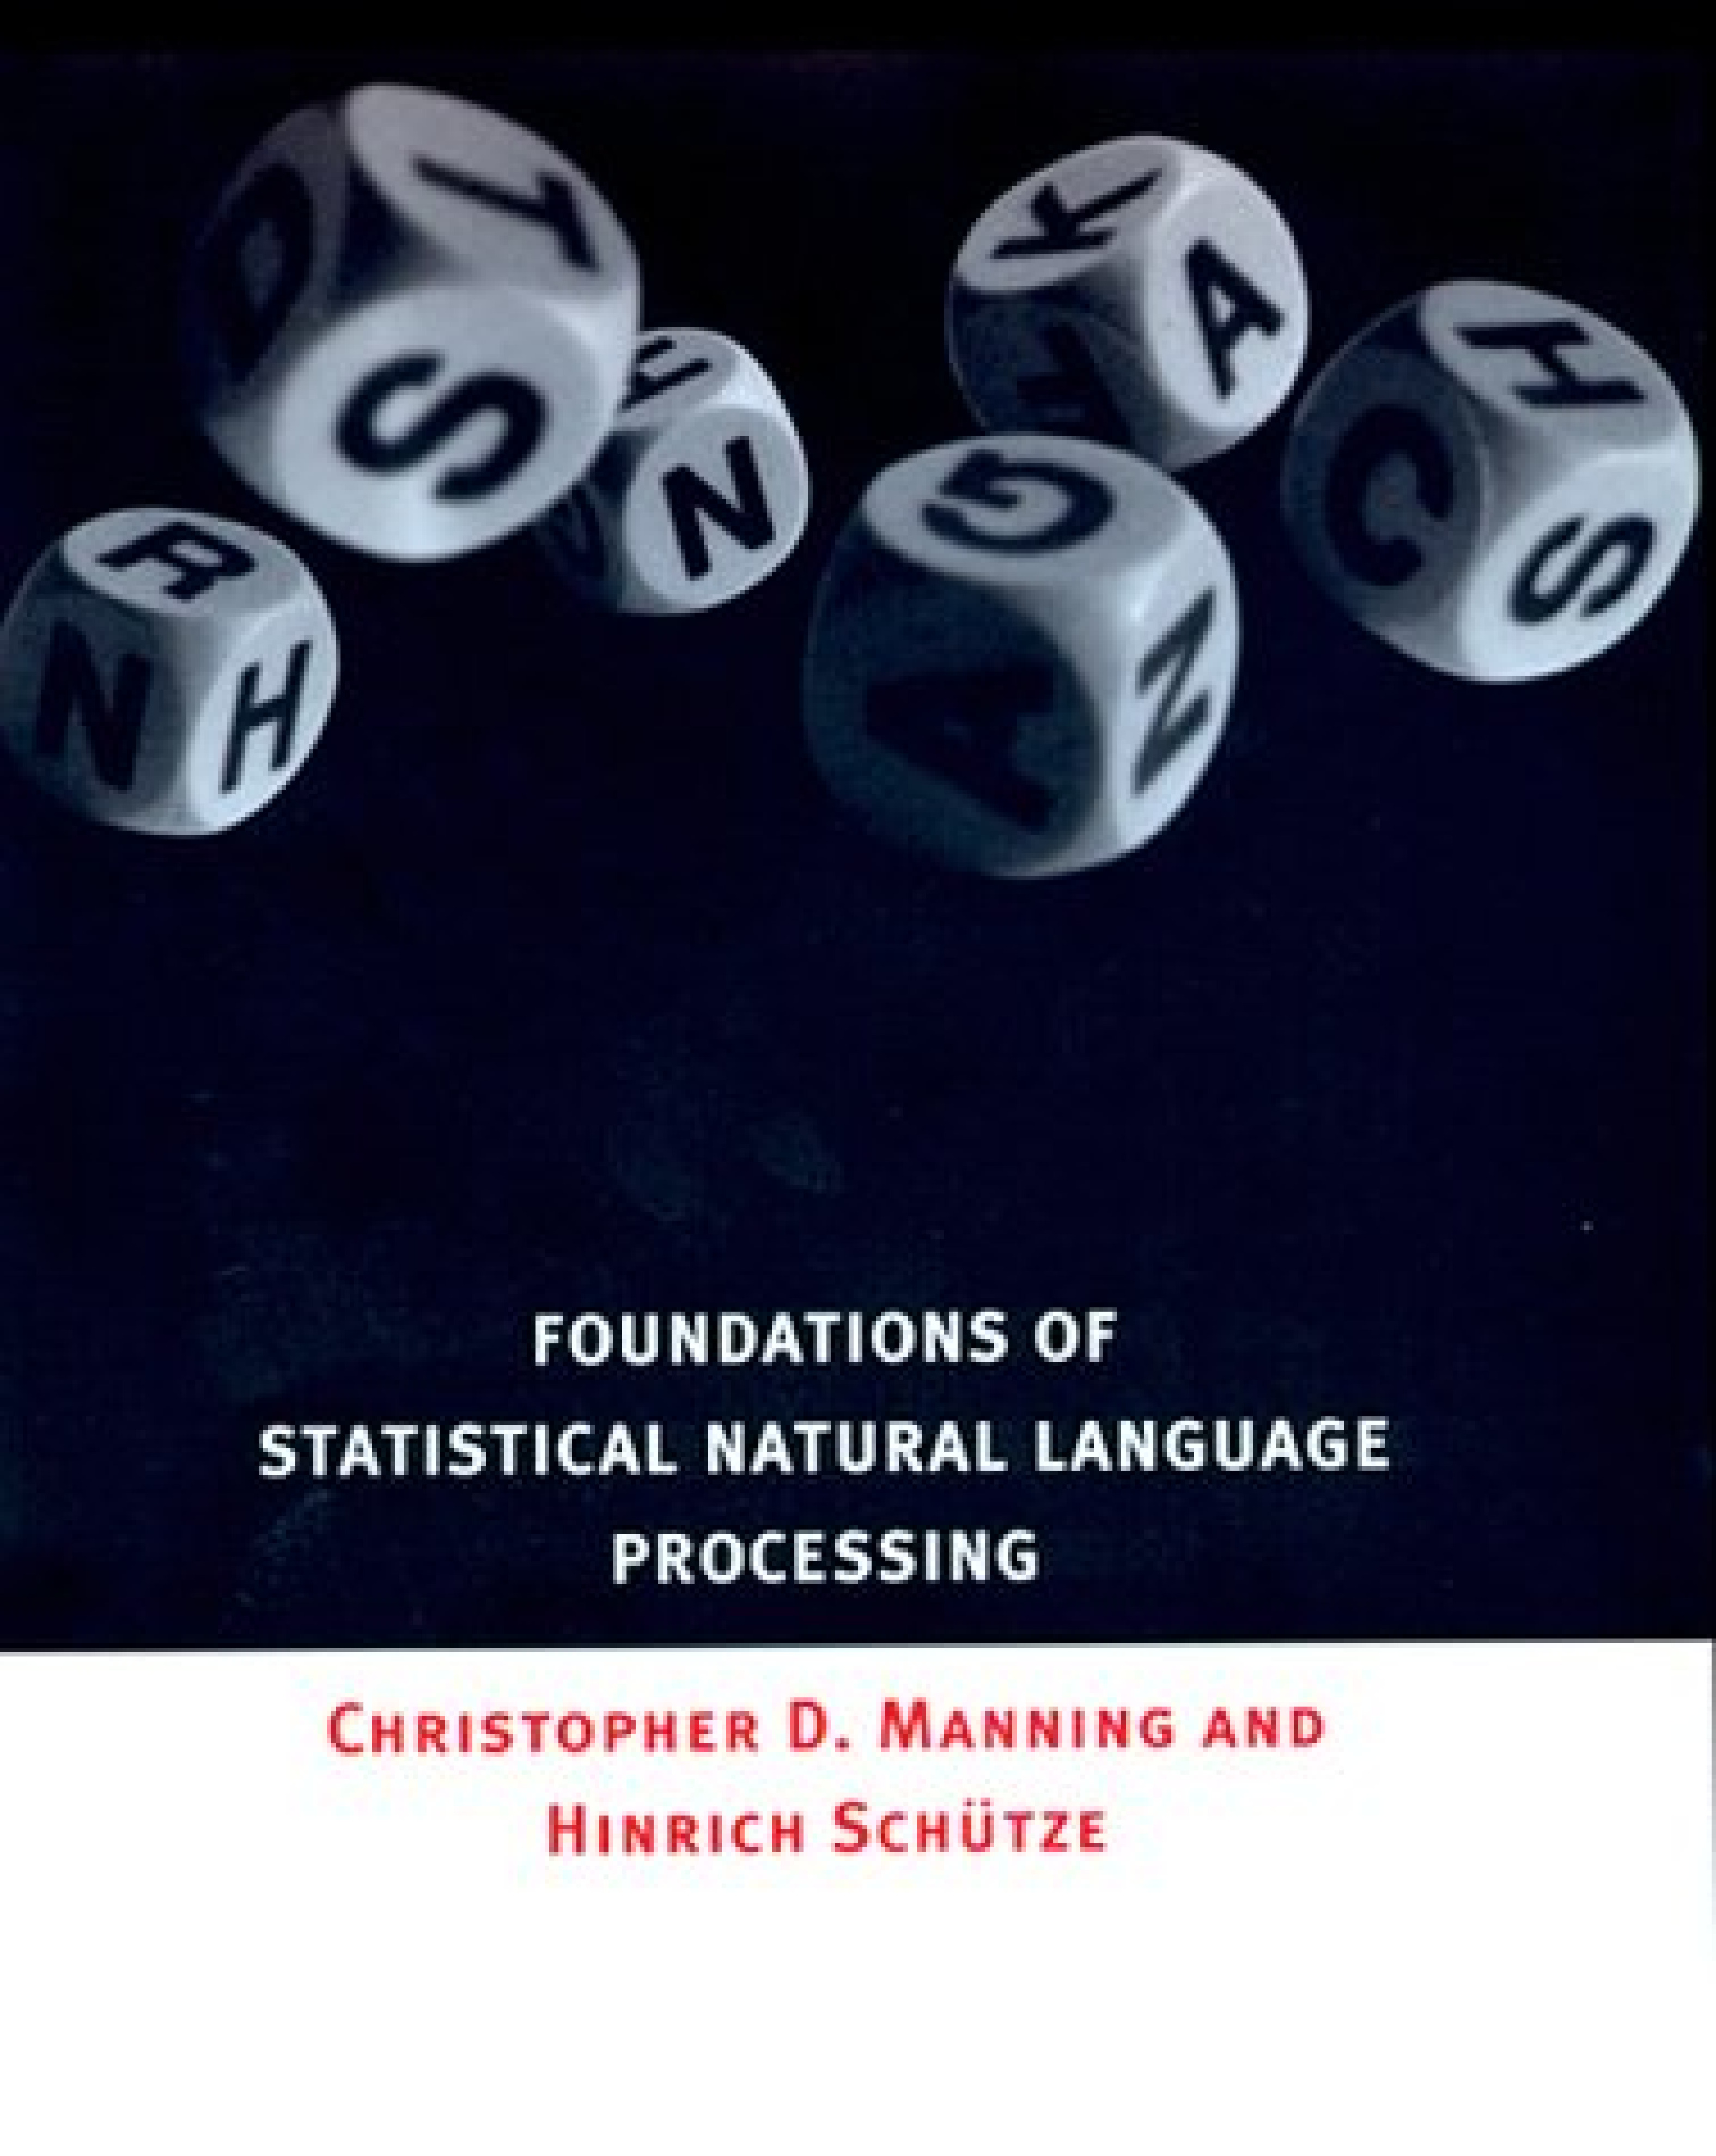 Y
S
K
A
H
C
S
N
R
N
H
G
A
Z
FOUNDATIONS OF
STATISTICAL NATURAL LANGUAGE
PROCESSING
CHRISTOPHER D. MANNING AND
HINRICH SCHÜTZE